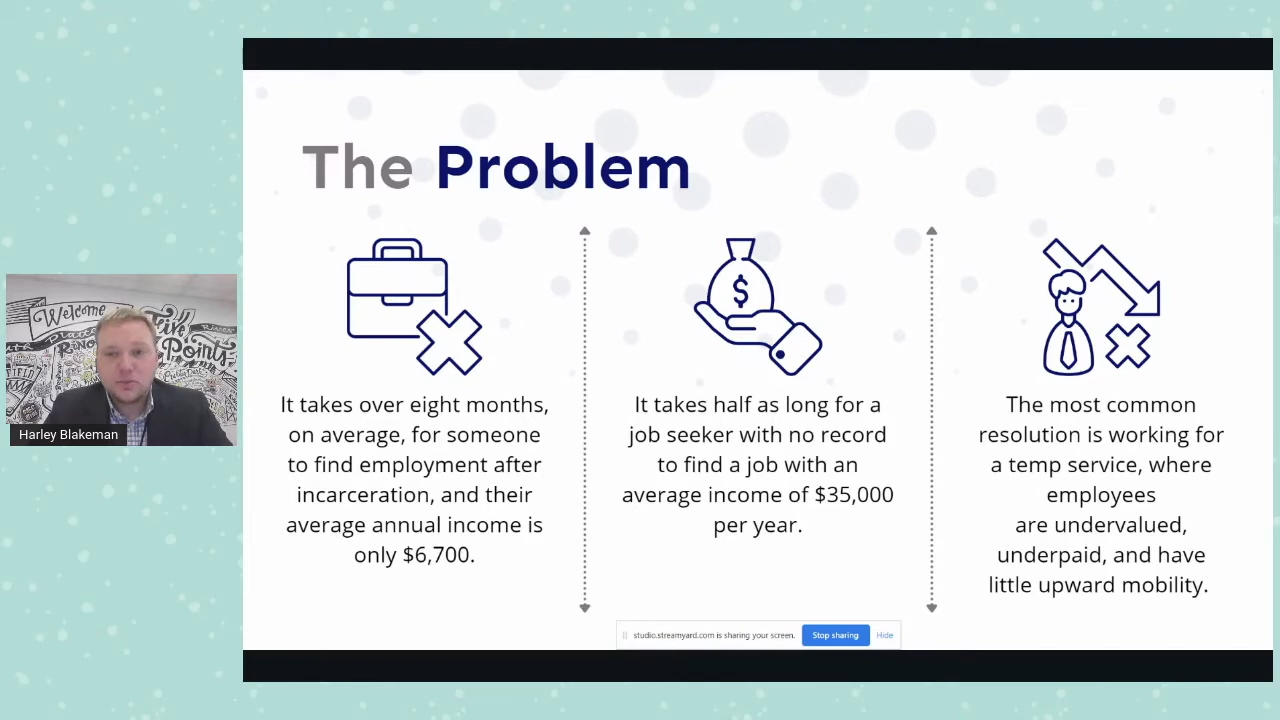 The Problem
It takes over eight months,
on average, for someone
to find employment after
incarceration, and their
average annual income is
only $6,700.
It takes half as long for a
job seeker with no record
to find a job with an
average income of $35,000
per year.
The most common
resolution is working for
a temp service, where
employees
are undervalued,
underpaid, and have
little upward mobility.
$
Welcome
Five
Points
Harley Blakeman
studio.streamyard.com is sharing your screen.
Stop sharing
Hide